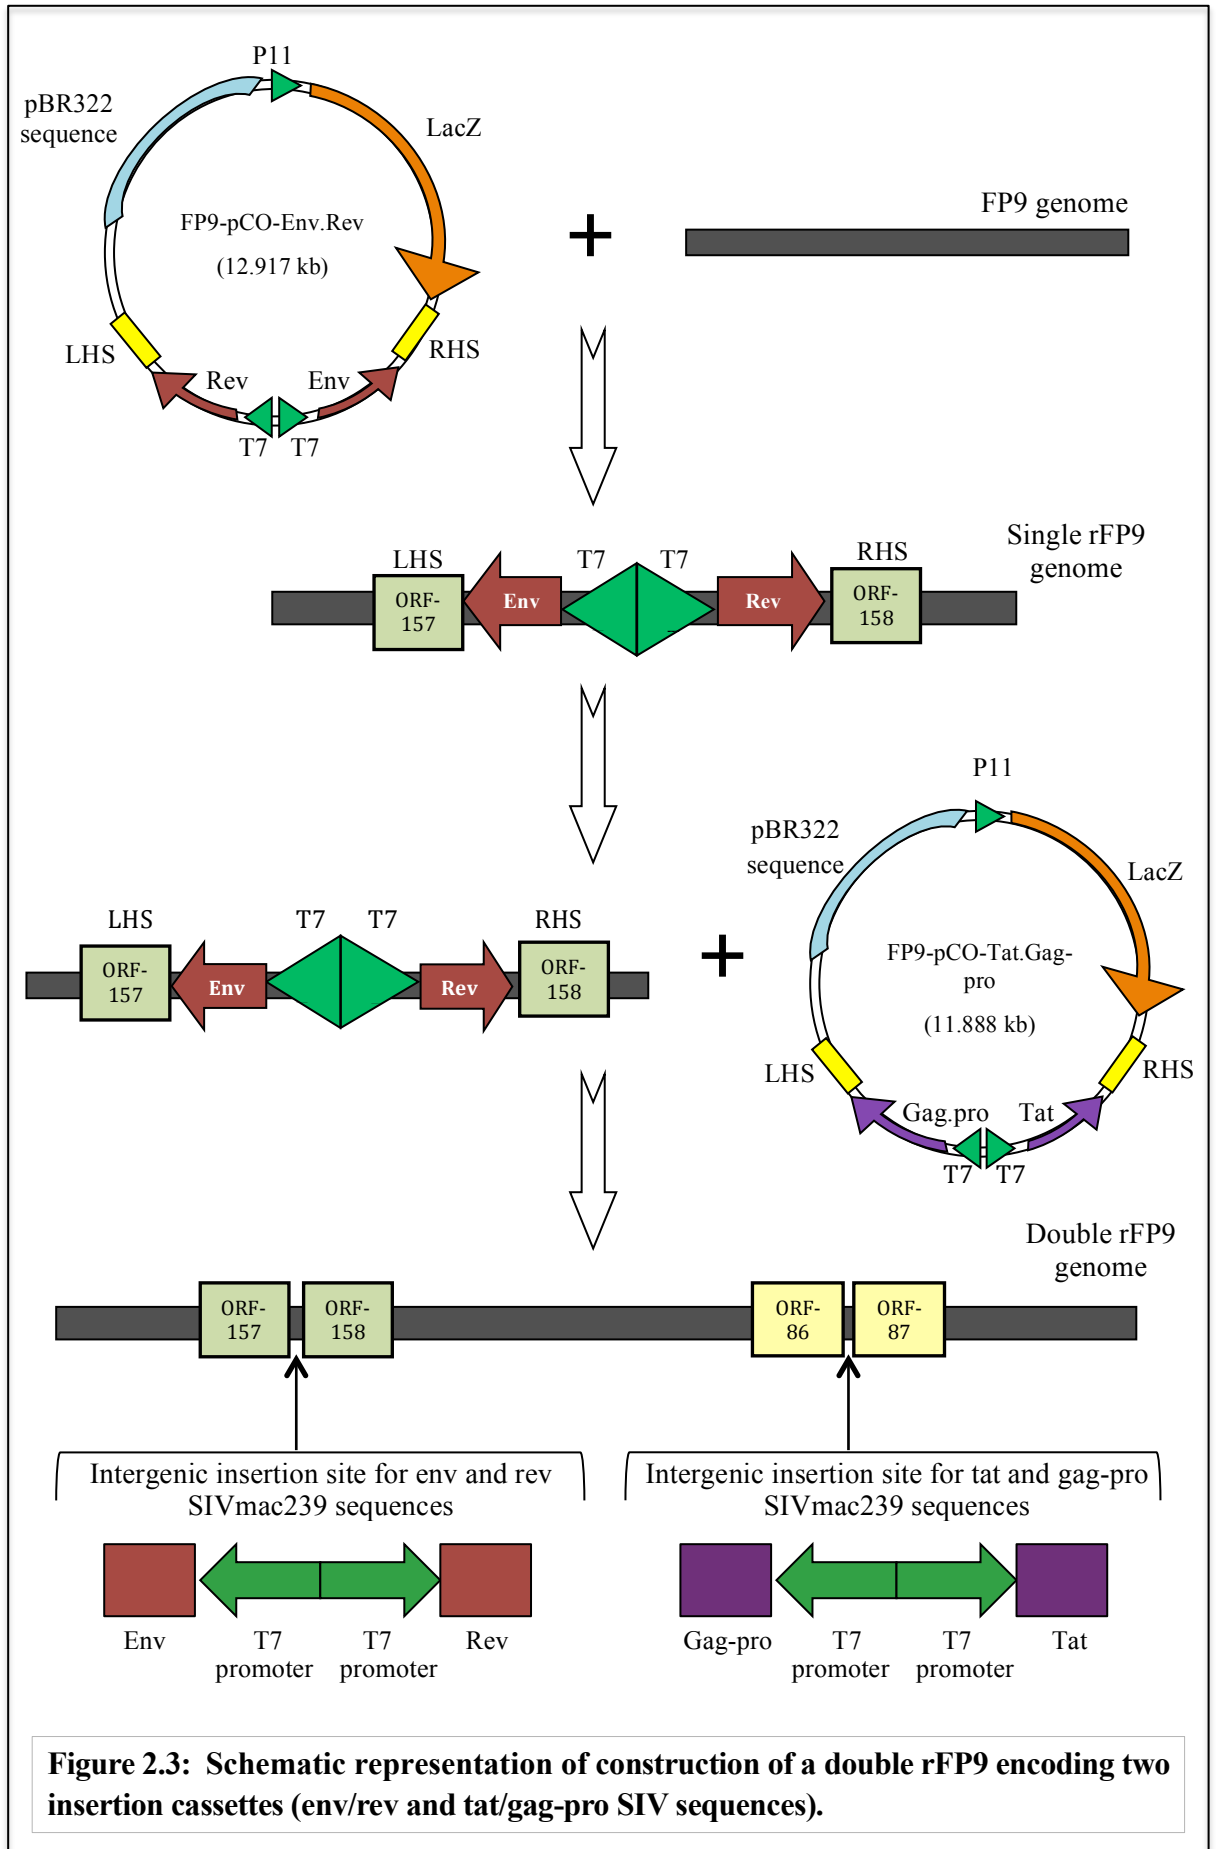 P11
pBR322
sequence
LacZ
FP9-pCO-Env.Rev
(12.917 kb)
FP9 genome
LHS
RHS
Rev
Env
T7
T7
Single rFP9
genome
LHS
T7
T7
RHS
ORF-
157
Env
Rev
ORF-
158
P11
pBR322
sequence
LacZ
LHS
T7
T7
RHS
ORF-
157
Env
Rev
ORF-
158
FP9-pCO-Tat.Gag-
pro
(11.888 kb)
LHS
RHS
Gag.pro
Tat
T7
T7
Double rFP9
genome
ORF-
157
ORF-
158
ORF-
86
ORF-
87
Intergenic insertion site for env and rev
SIVmac239 sequences
Intergenic insertion site for tat and gag-pro
SIVmac239 sequences
Env
T7
promoter
T7
promoter
Rev
Gag-pro
T7
promoter
T7
promoter
Tat
Figure 2.3: Schematic representation of construction of a double rFP9 encoding two
insertion cassettes (env/rev and tat/gag-pro SIV sequences).